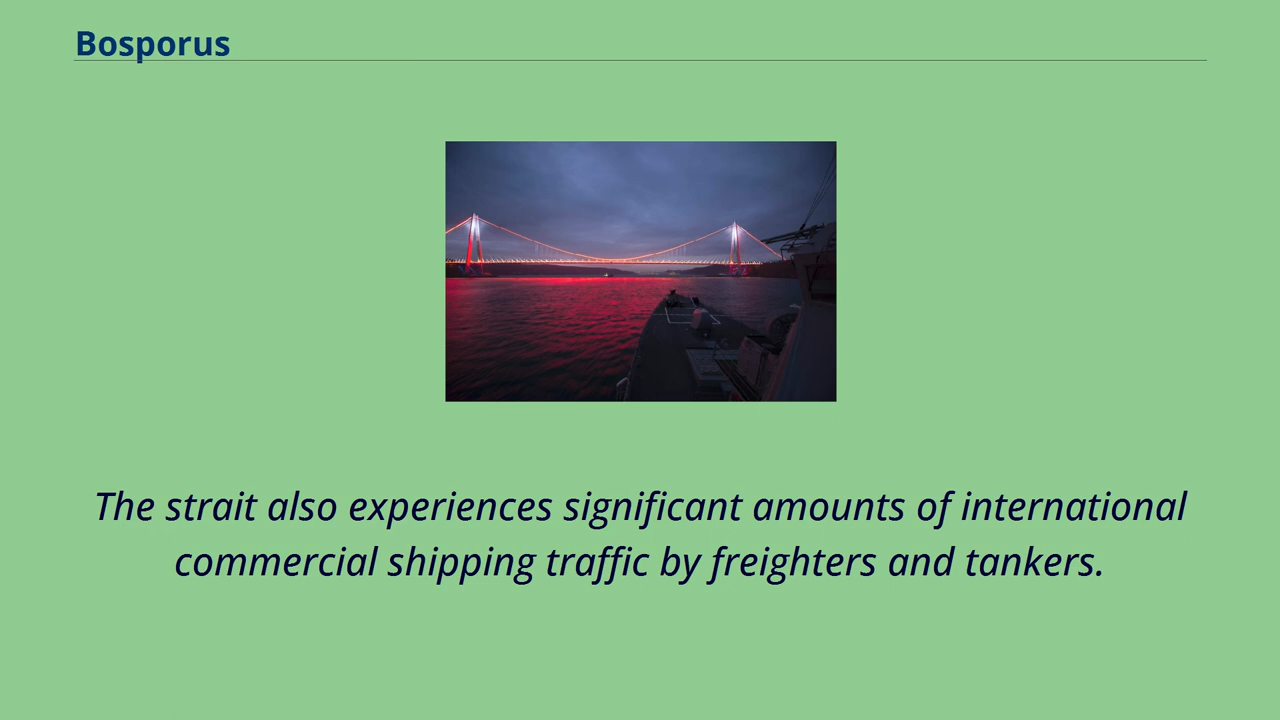 Bosporus
The strait also experiences significant amounts of international
commercial shipping traffic by freighters and tankers.